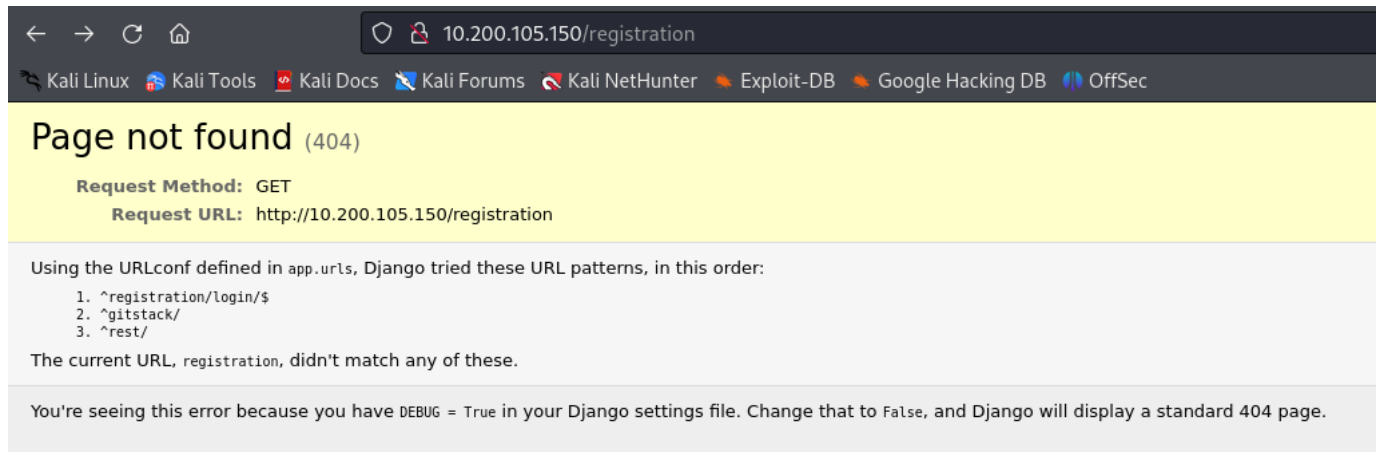 10.200.105.150/registration
Kali Linux Kali Tools Kali Docs Kali Forums Kali NetHunter Exploit-DB Google Hacking DB OffSec
Page not found (404)
Request Method: GET
Request URL: http://10.200.105.150/registration
Using the URLconf defined in app.urls, Django tried these URL patterns, in this order:
1. ^registration/login/$
2. ^gitstack/
3. ^rest/
The current URL, registration, didn't match any of these.
You're seeing this error because you have DEBUG = True in your Django settings file. Change that to False, and Django will display a standard 404 page.